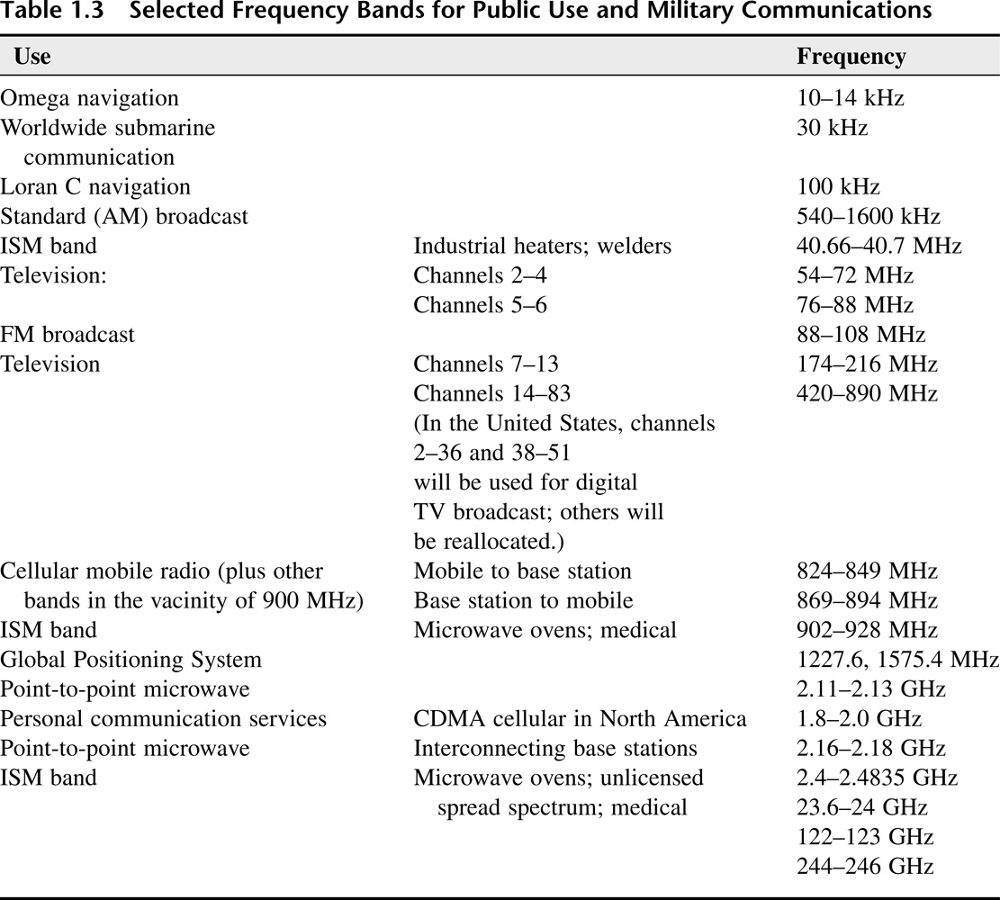 Table 1.3 Selected Frequency Bands for Public Use and Military Communications
Use Frequency
Omega navigation 10–14 kHz
Worldwide submarine 30 kHz
communication
Loran C navigation 100 kHz
Standard (AM) broadcast 540–1600 kHz
ISM band Industrial heaters; welders 40.66–40.7 MHz
Television: Channels 2–4 54–72 MHz
Channels 5–6 76–88 MHz
FM broadcast 88–108 MHz
Television Channels 7–13 174–216 MHz
Channels 14–83 420–890 MHz
(In the United States, channels
2–36 and 38–51
will be used for digital
TV broadcast; others will
be reallocated.)
Cellular mobile radio (plus other Mobile to base station 824–849 MHz
bands in the vacinity of 900 MHz) Base station to mobile 869–894 MHz
ISM band Microwave ovens; medical 902–928 MHz
Global Positioning System 1227.6, 1575.4 MHz
Point-to-point microwave 2.11–2.13 GHz
Personal communication services CDMA cellular in North America 1.8–2.0 GHz
Point-to-point microwave Interconnecting base stations 2.16–2.18 GHz
ISM band Microwave ovens; unlicensed 2.4–2.4835 GHz
spread spectrum; medical 23.6–24 GHz
122–123 GHz
244–246 GHz